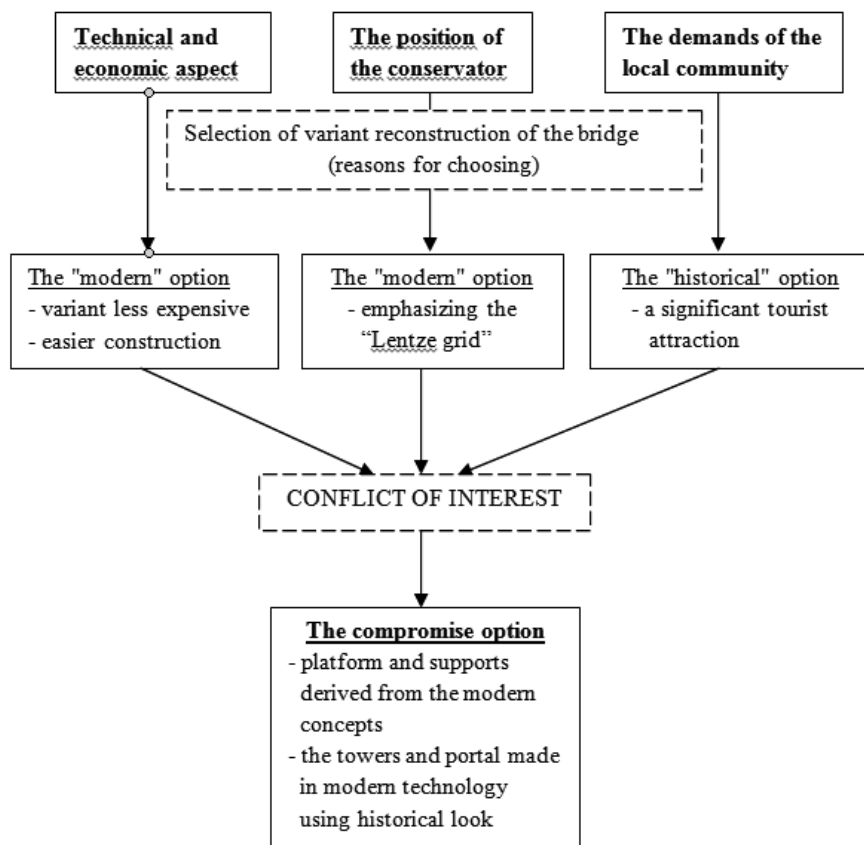 Technical and
economic aspect
The position of
the conservator
The demands of the
local community
Selection of variant reconstruction of the bridge
(reasons for choosing)
The "modern" option
- variant less expensive
- easier construction
The "modern" option
- emphasizing the
“Lentze grid”
The "historical" option
- a significant tourist
attraction
CONFLICT OF INTEREST
The compromise option
- platform and supports
derived from the modern
concepts
- the towers and portal made
in modern technology
using historical look